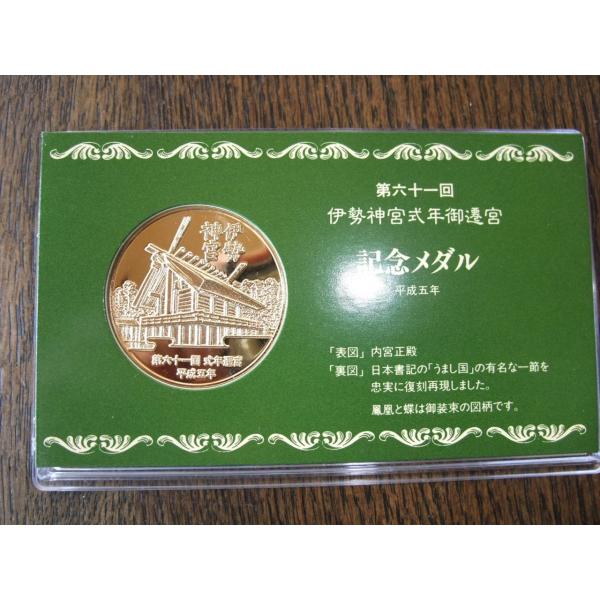 第六十一回
伊勢神宮式年御遷宮
記念メダル
平成五年
「表図」内宮正殿
「裏図」日本書記の「うまし国」の有名な一節を
忠実に復刻再現しました。
鳳凰と蝶は御装束の図柄です。
伊勢
神宮
第六十一回 式年遷宮
平成五年